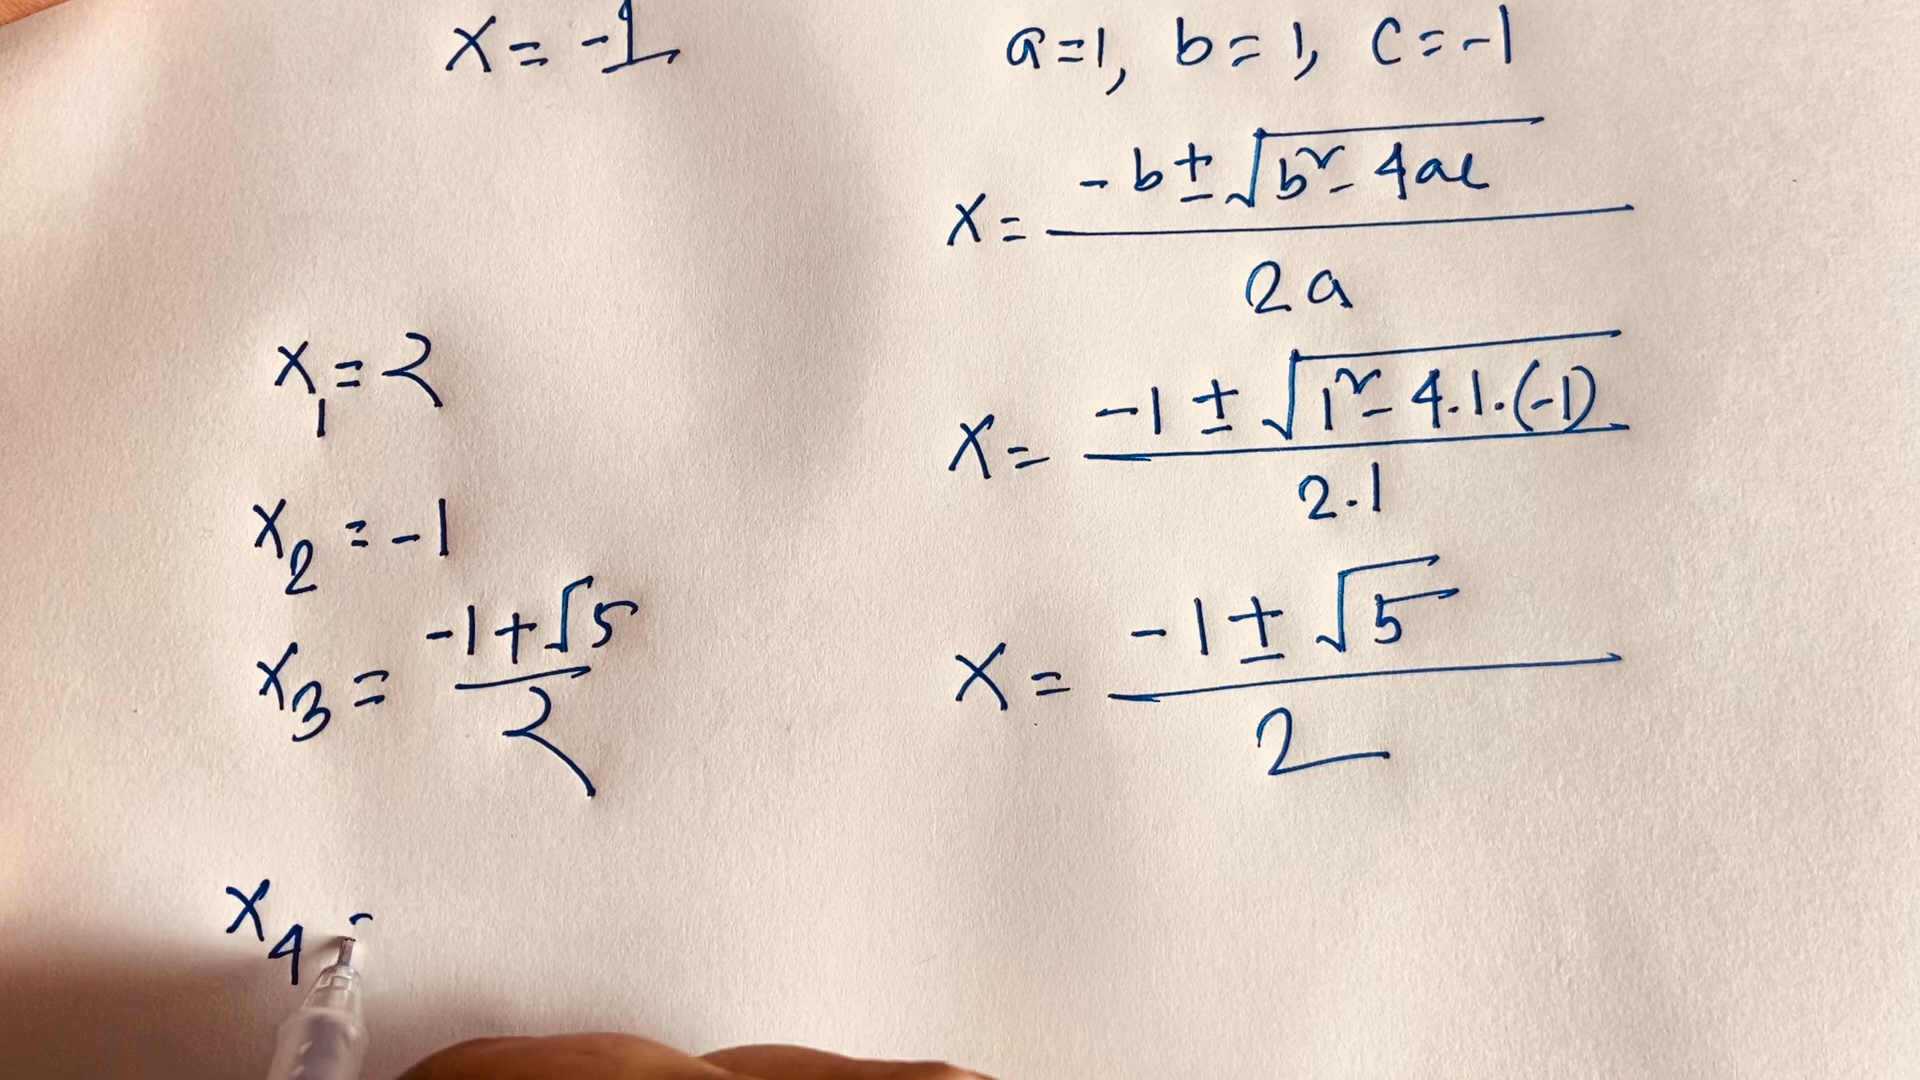 x = -1
a=1, b=1, c=-1
x = (-b ± √(b² - 4ac)) / 2a
x = (-1 ± √(1² - 4.1.(-1))) / 2.1
x = (-1 ± √5) / 2
x₁ = 2
x₂ = -1
x₃ = (-1+√5) / 2
x₄ -